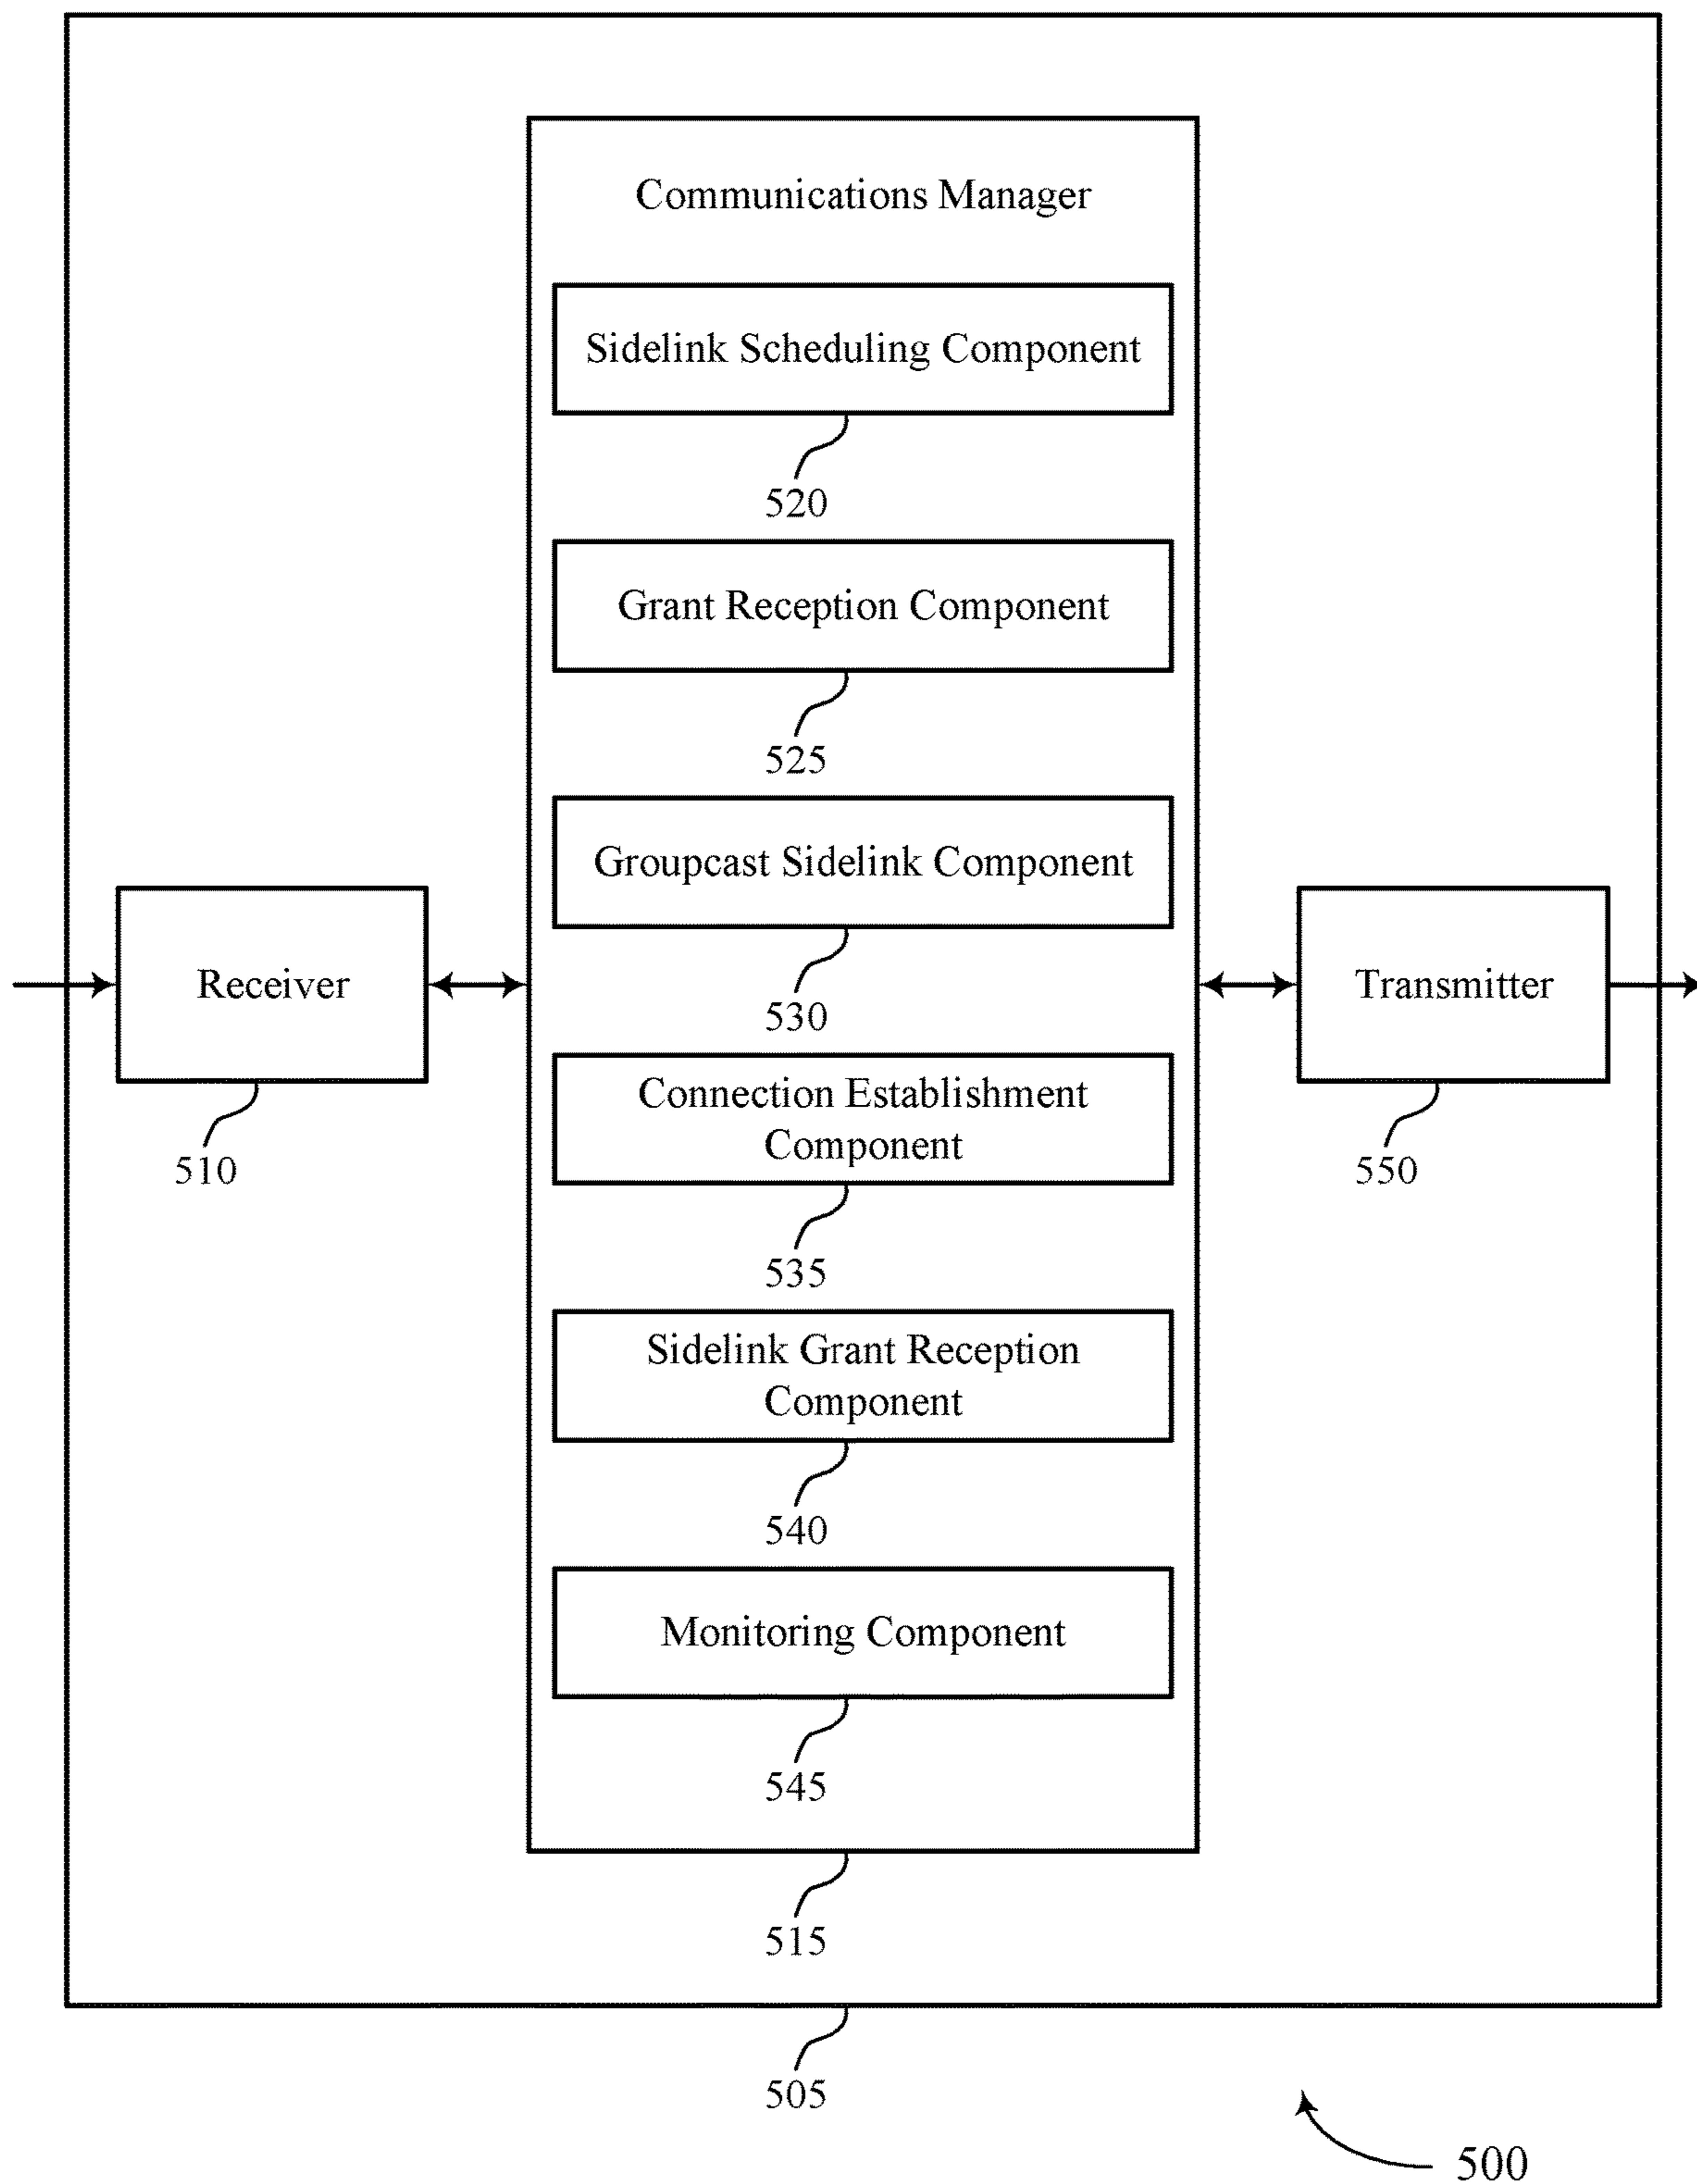 Communications Manager
Sidelink Scheduling Component
520
Grant Reception Component
525
Groupcast Sidelink Component
530
Receiver
510
Connection Establishment
Component
535
Transmitter
550
Sidelink Grant Reception
Component
540
Monitoring Component
545
515
505
500